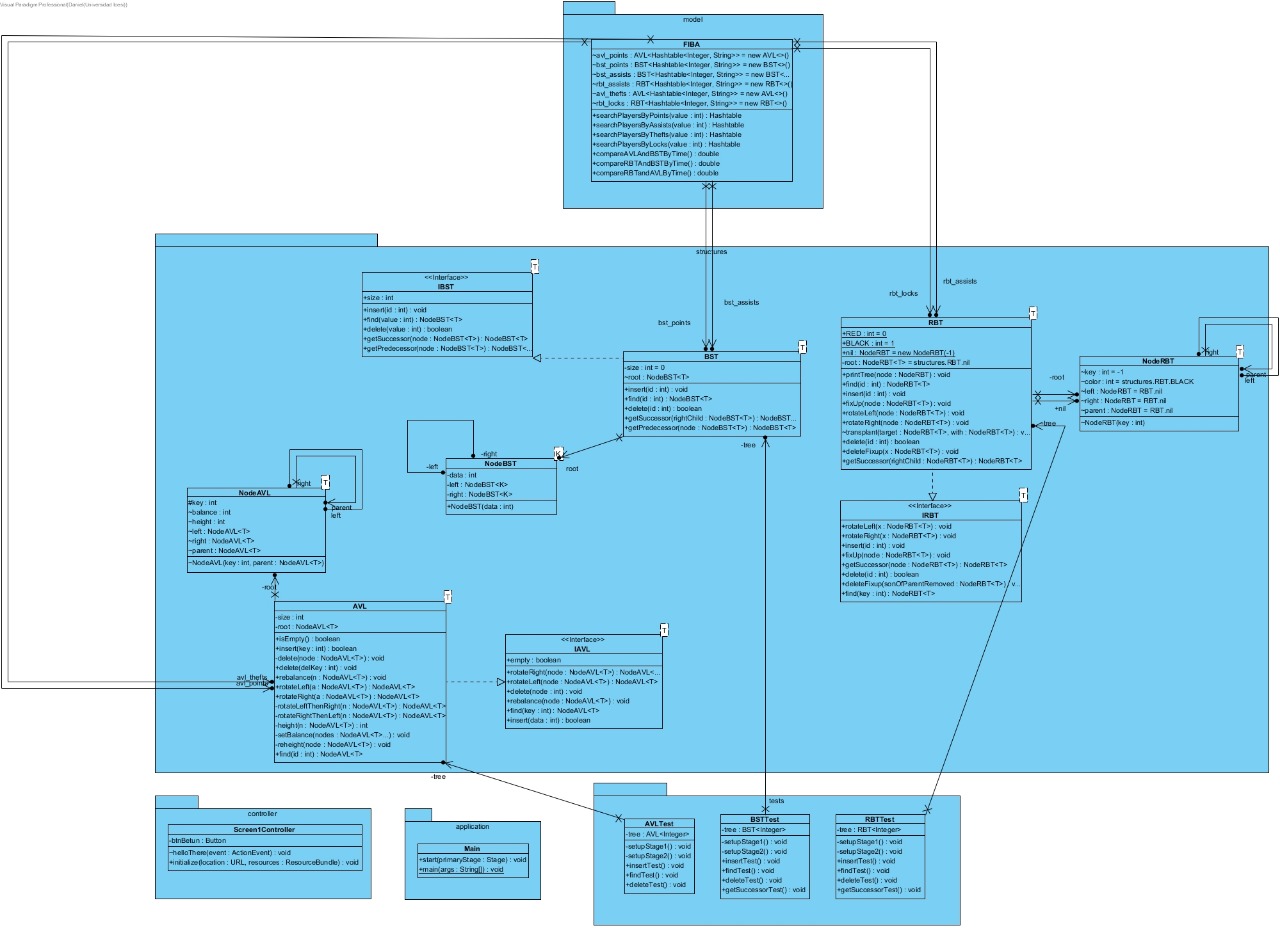 Visual Paradigm Professional(Daniel(Universidad Icesi))
model
FIBA
~avl_points : AVL<Hashtable<Integer, String>> = new AVL<>()
~bst_points : BST<Hashtable<Integer, String>> = new BST<>()
~bst_assists : BST<Hashtable<Integer, String>> = new BST<...
~rbt_assists : RBT<Hashtable<Integer, String>> = new RBT<>()
~avl_thefts : AVL<Hashtable<Integer, String>> = new AVL<>()
~rbt_locks : RBT<Hashtable<Integer, String>> = new RBT<>()
+searchPlayersByPoints(value : int) : Hashtable
+searchPlayersByAssists(value : int) : Hashtable
+searchPlayersByThefts(value : int) : Hashtable
+searchPlayersByLocks(value : int) : Hashtable
+compareAVLAndBSTByTime() : double
+compareRBTAndBSTByTime() : double
+compareRBTandAVLByTime() : double
structures
<<Interface>>
IBST
T
+size : int
+insert(id : int) : void
+find(value : int) : NodeBST<T>
+delete(value : int) : boolean
+getSuccessor(node : NodeBST<T>) : NodeBST<T>
+getPredecessor(node : NodeBST<T>) : NodeBST<...
bst_points
bst_assists
rbt_locks
rbt_assists
BST
T
-size : int = 0
~root : NodeBST<T>
+insert(id : int) : void
+find(id : int) : NodeBST<T>
+delete(id : int) : boolean
+getSuccessor(rightChild : NodeBST<T>) : NodeBST...
+getPredecessor(node : NodeBST<T>) : NodeBST<T>
RBT
T
+RED : int = 0
+BLACK : int = 1
+nil : NodeRBT = new NodeRBT(-1)
-root : NodeRBT<T> = structures.RBT.nil
+printTree(node : NodeRBT) : void
+find(id : int) : NodeRBT<T>
+insert(id : int) : void
+fixUp(node : NodeRBT<T>) : void
+rotateLeft(node : NodeRBT<T>) : void
+rotateRight(node : NodeRBT<T>) : void
~transplant(target : NodeRBT<T>, with : NodeRBT<T>) : v...
+delete(id : int) : boolean
+deleteFixup(node : NodeRBT<T>) : void
+getSuccessor(rightChild : NodeRBT<T>) : NodeRBT<T>
-root
+nil
-tree
NodeRBT
T
~key : int = -1
~color : int = structures.RBT.BLACK
~left : NodeRBT = RBT.nil
~right : NodeRBT = RBT.nil
~parent : NodeRBT = RBT.nil
~NodeRBT(key : int)
right
parent
left
-tree
root
-right
-left
NodeBST
K
-data : int
-left : NodeBST<K>
-right : NodeBST<K>
+NodeBST(data : int)
NodeAVL
T
#key : int
~balance : int
~height : int
~left : NodeAVL<T>
~right : NodeAVL<T>
~parent : NodeAVL<T>
~NodeAVL(key : int, parent : NodeAVL<T>)
right
parent
left
-root
<<Interface>>
IRBT
T
+rotateLeft(x : NodeRBT<T>) : void
+rotateRight(x : NodeRBT<T>) : void
+insert(id : int) : void
+fixUp(node : NodeRBT<T>) : void
+getSuccessor(node : NodeRBT<T>) : NodeRBT<T>
+delete(id : int) : boolean
+deleteFixup(sonOfParentRemoved : NodeRBT<T>) : v...
+find(key : int) : NodeRBT<T>
AVL
T
-size : int
-root : NodeAVL<T>
+isEmpty() : boolean
+insert(key : int) : boolean
-delete(node : NodeAVL<T>) : void
+delete(delKey : int) : void
+rebalance(n : NodeAVL<T>) : void
+rotateLeft(a : NodeAVL<T>) : NodeAVL<T>
+rotateRight(a : NodeAVL<T>) : NodeAVL<T>
-rotateLeftThenRight(n : NodeAVL<T>) : NodeAVL<T>
-rotateRightThenLeft(n : NodeAVL<T>) : NodeAVL<T>
-height(n : NodeAVL<T>) : int
-setBalance(nodes : NodeAVL<T>...) : void
-reheight(node : NodeAVL<T>) : void
+find(id : int) : NodeAVL<T>
avl_thefts
avl_points
-tree
<<Interface>>
IAVL
T
+empty : boolean
+rotateRight(node : NodeAVL<T>) : NodeAVL<...
+rotateLeft(node : NodeAVL<T>) : NodeAVL<T>
+delete(node : int) : void
+rebalance(node : NodeAVL<T>) : void
+find(key : int) : NodeAVL<T>
+insert(data : int) : boolean
controller
Screen1Controller
-btnBetun : Button
~helloThere(event : ActionEvent) : void
+initialize(location : URL, resources : ResourceBundle) : void
application
Main
+start(primaryStage : Stage) : void
+main(args : String[]) : void
tests
AVLTest
-tree : AVL<Integer>
-setupStage1() : void
-setupStage2() : void
+insertTest() : void
+findTest() : void
+deleteTest() : void
BSTTest
-tree : BST<Integer>
-setupStage1() : void
-setupStage2() : void
+insertTest() : void
+findTest() : void
+deleteTest() : void
+getSuccessorTest() : void
RBTTest
-tree : RBT<Integer>
-setupStage1() : void
-setupStage2() : void
+insertTest() : void
+findTest() : void
+deleteTest() : void
+getSuccessorTest() : void